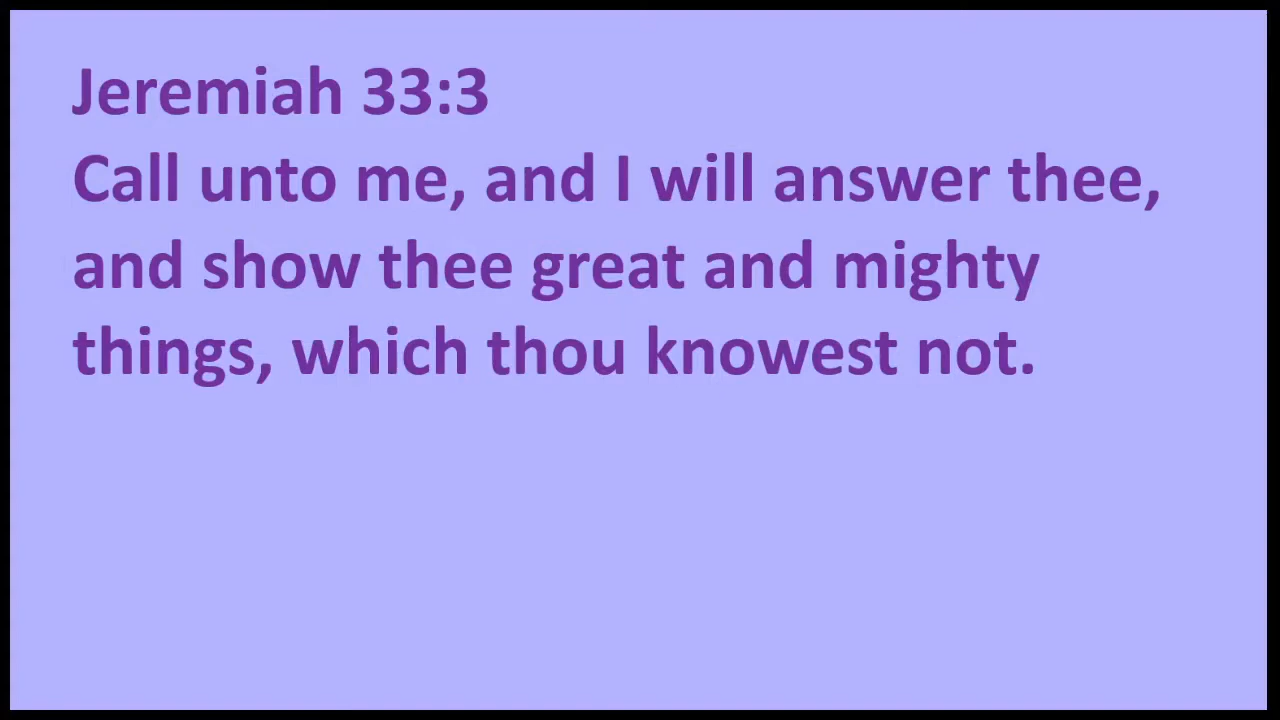 Jeremiah 33:3
Call unto me, and I will answer thee,
and show thee great and mighty
things, which thou knowest not.